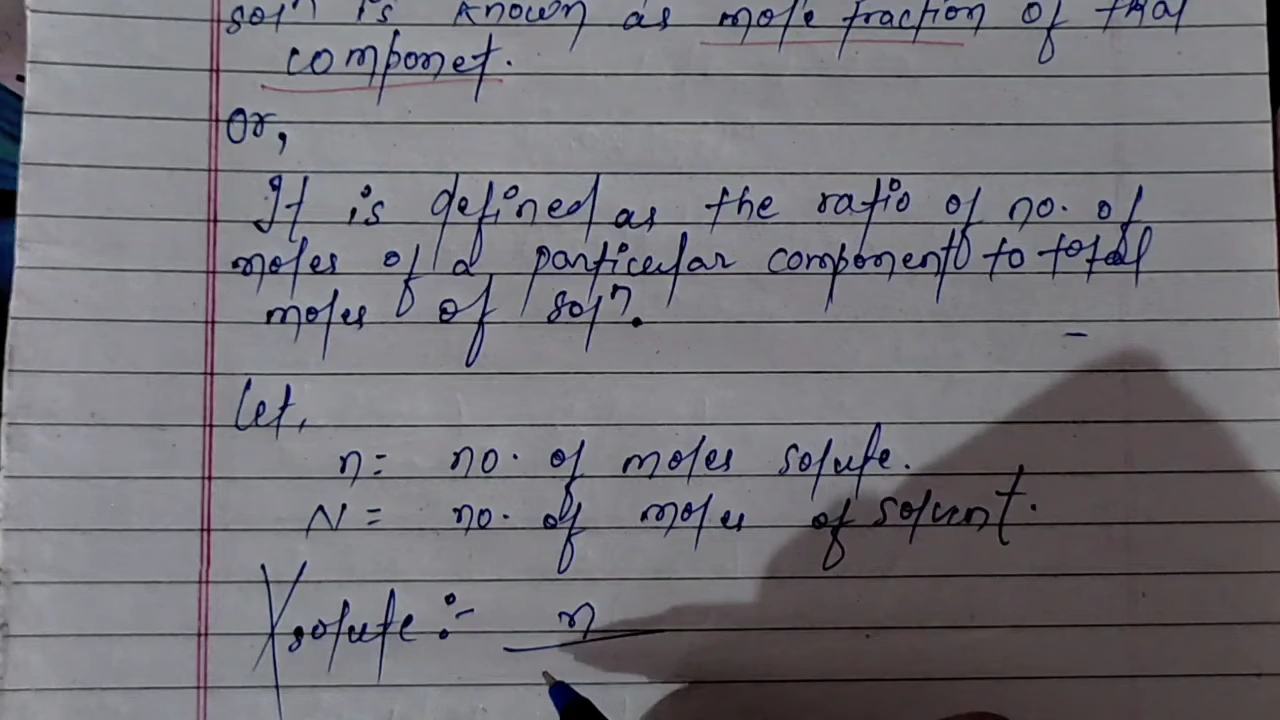 solⁿ is known as mole fraction of that
componet.
Or,
It is defined as the ratio of no. of
moles of a particular component to total
moles of solⁿ.
Let,
n = no. of moles solute.
N = no. of moles of solvent.
Xsolute :- n